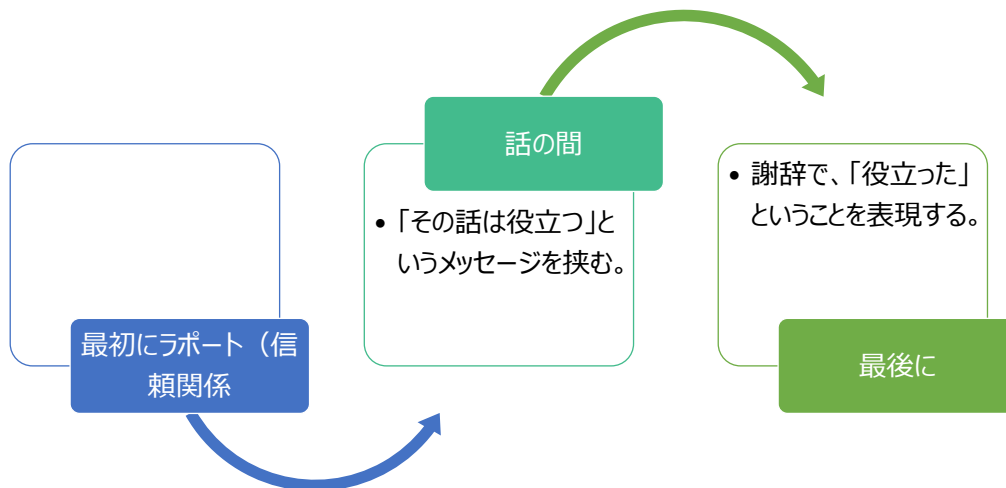 最初にラポート（信
頼関係
話の間
• 「その話は役立つ」と
いうメッセージを挟む。
• 謝辞で、「役立った」
ということを表現する。
最後に